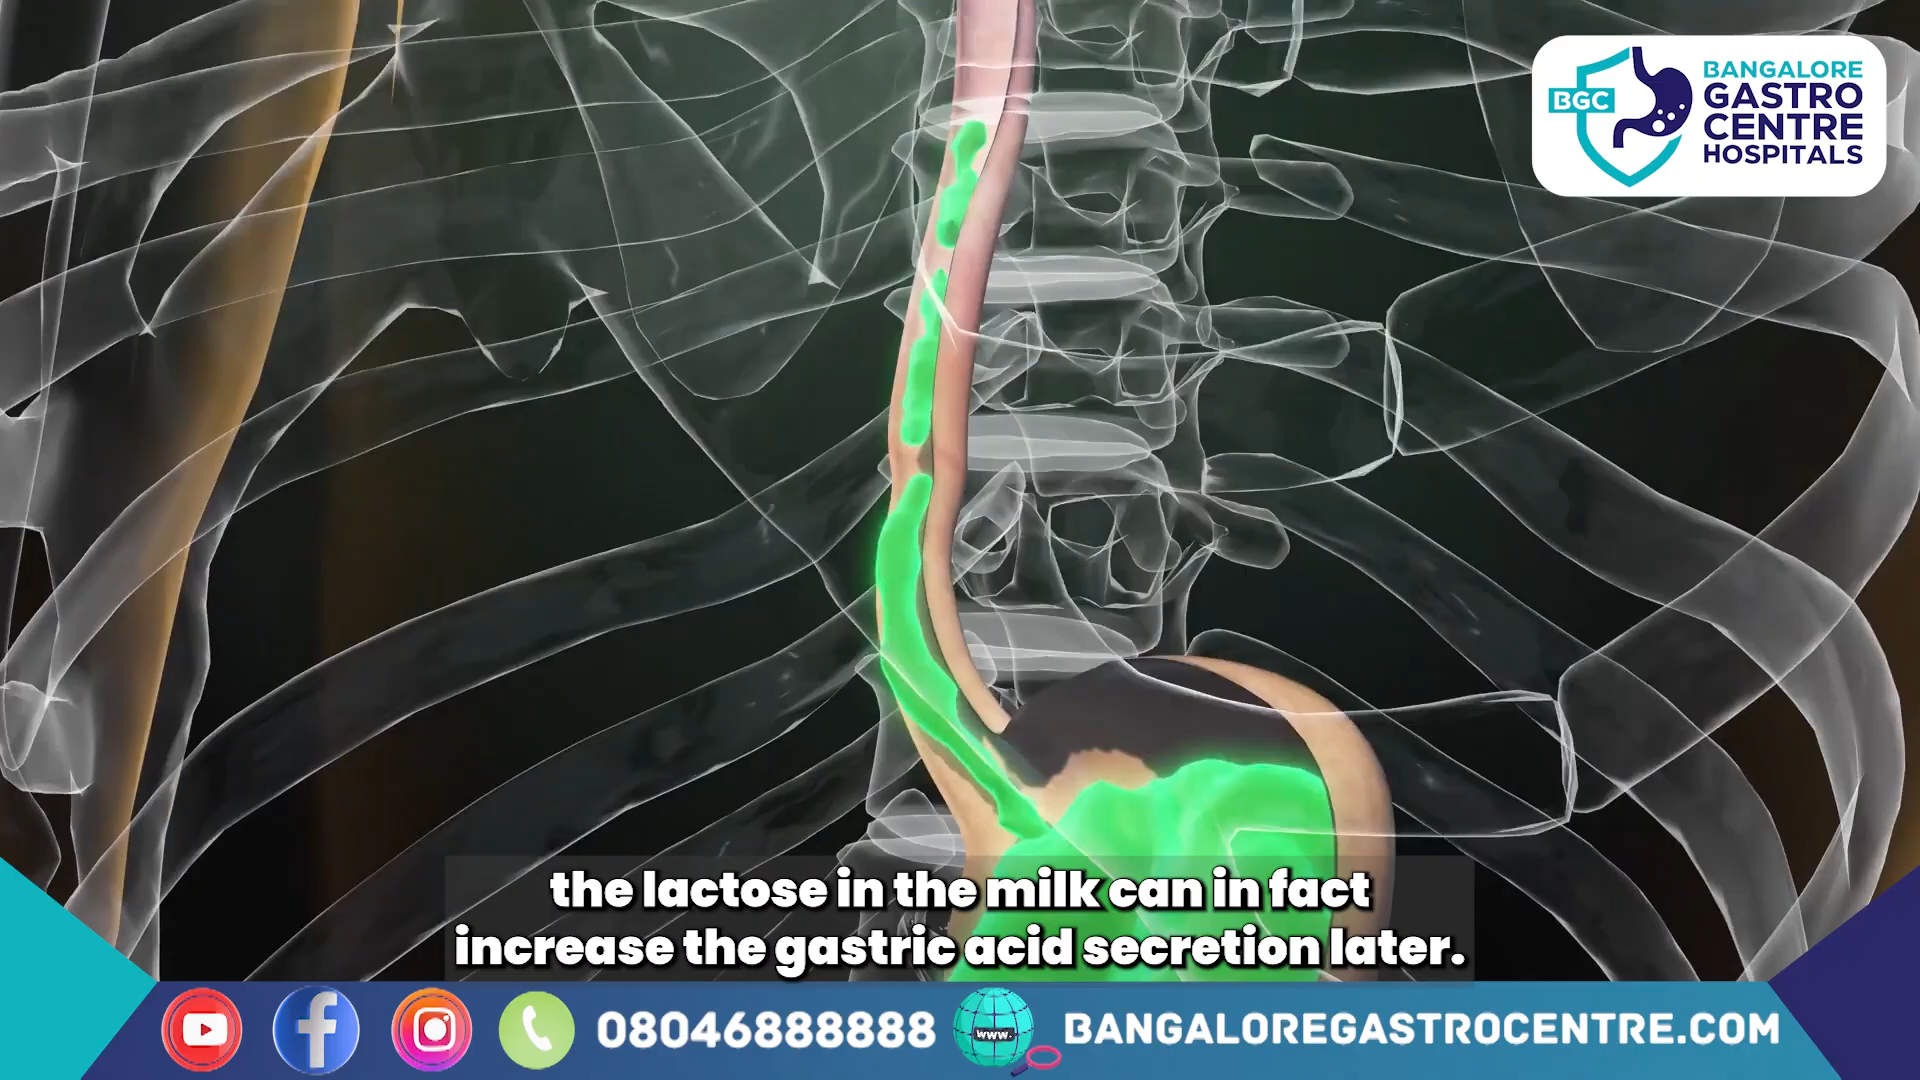 BGC
BANGALORE
GASTRO
CENTRE
HOSPITALS
the lactose in the milk can in fact
increase the gastric acid secretion later.
08046888888
www.
BANGALOREGASTROCENTRE.COM